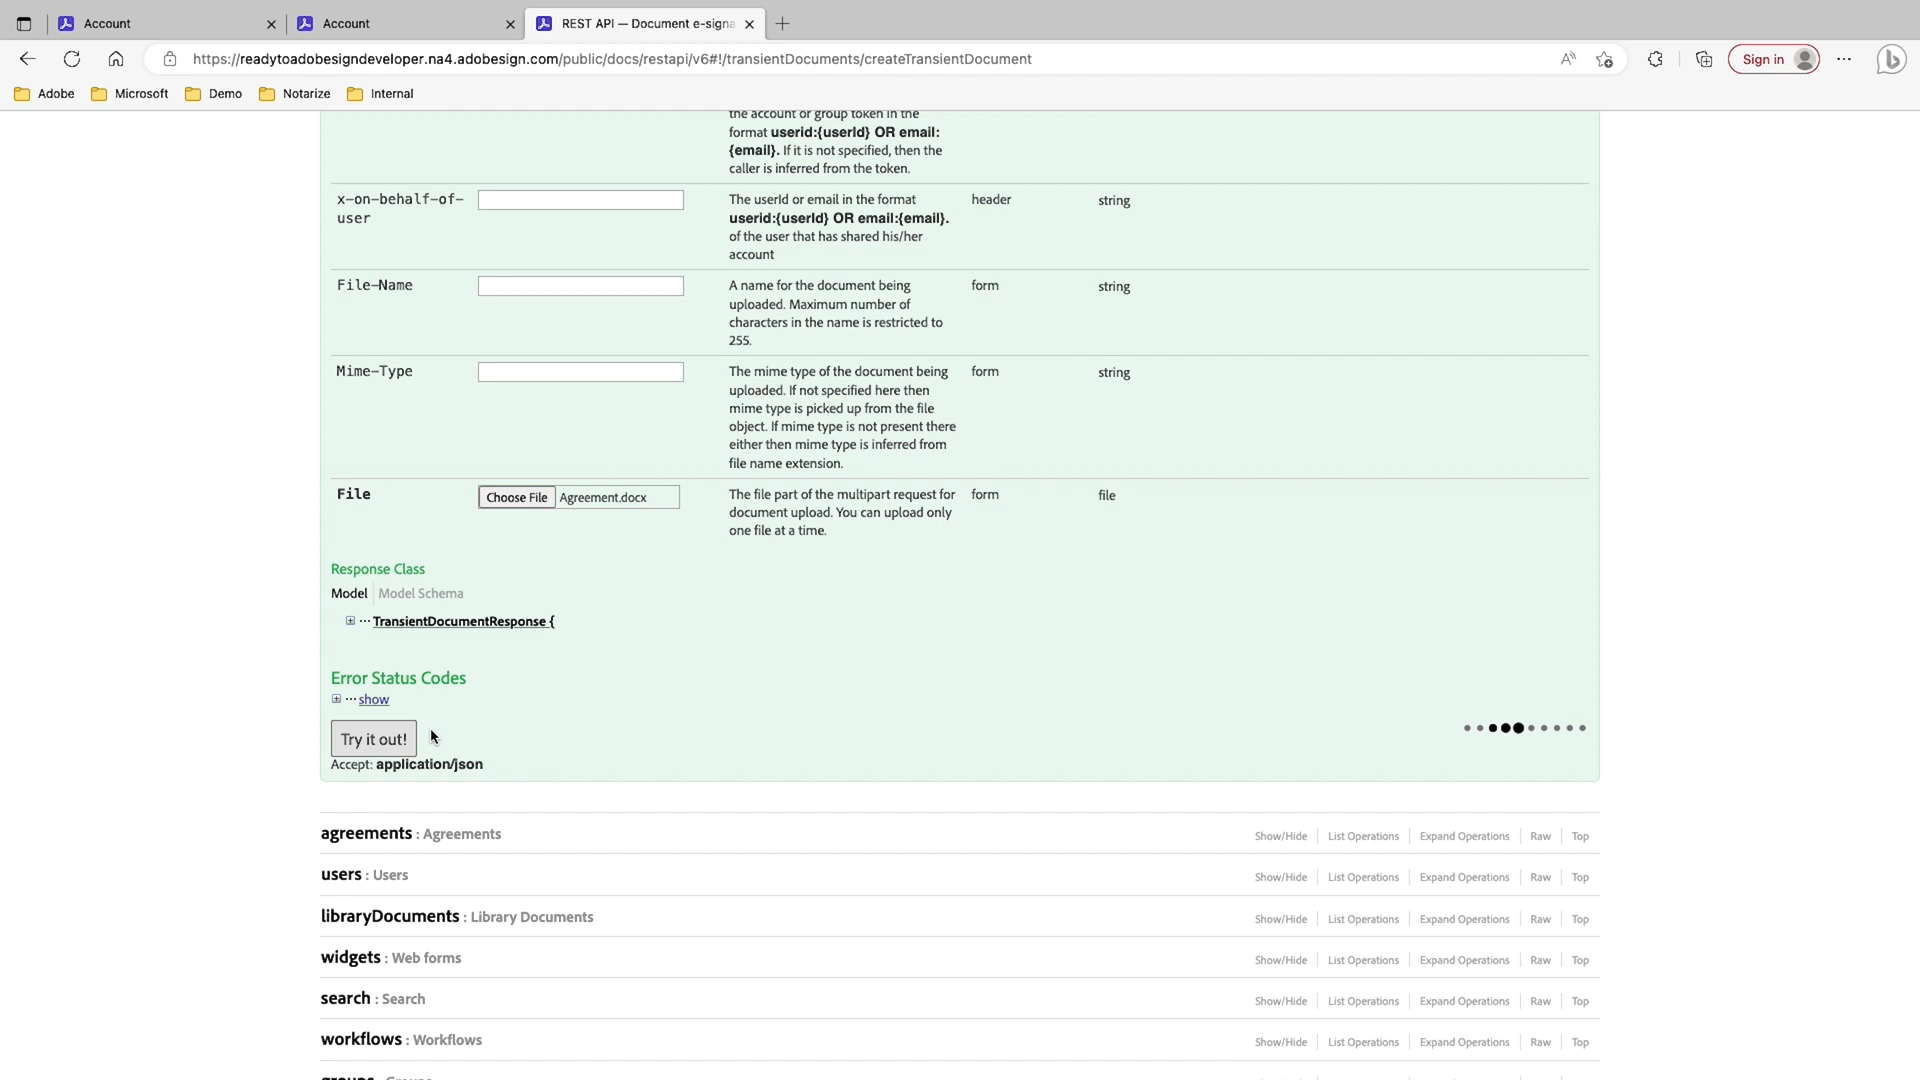 Account
Account
REST API — Document e-signa
https://readytoadobesigndeveloper.na4.adobesign.com/public/docs/restapi/v6#!/transientDocuments/createTransientDocument
Sign in
Adobe
Microsoft
Demo
Notarize
Internal
the account or group token in the
format userid:{userId} OR email:
{email}. If it is not specified, then the
caller is inferred from the token.
x-on-behalf-of-
user
The userId or email in the format
userid:{userId} OR email:{email}.
of the user that has shared his/her
account
header
string
File-Name
A name for the document being
uploaded. Maximum number of
characters in the name is restricted to
255.
form
string
Mime-Type
The mime type of the document being
uploaded. If not specified here then
mime type is picked up from the file
object. If mime type is not present there
either then mime type is inferred from
file name extension.
form
string
File
Choose File Agreement.docx
The file part of the multipart request for
document upload. You can upload only
one file at a time.
form
file
Response Class
Model Model Schema
··· TransientDocumentResponse {
Error Status Codes
··· show
Try it out!
Accept: application/json
agreements : Agreements Show/Hide List Operations Expand Operations Raw Top
users : Users Show/Hide List Operations Expand Operations Raw Top
libraryDocuments : Library Documents Show/Hide List Operations Expand Operations Raw Top
widgets : Web forms Show/Hide List Operations Expand Operations Raw Top
search : Search Show/Hide List Operations Expand Operations Raw Top
workflows : Workflows Show/Hide List Operations Expand Operations Raw Top